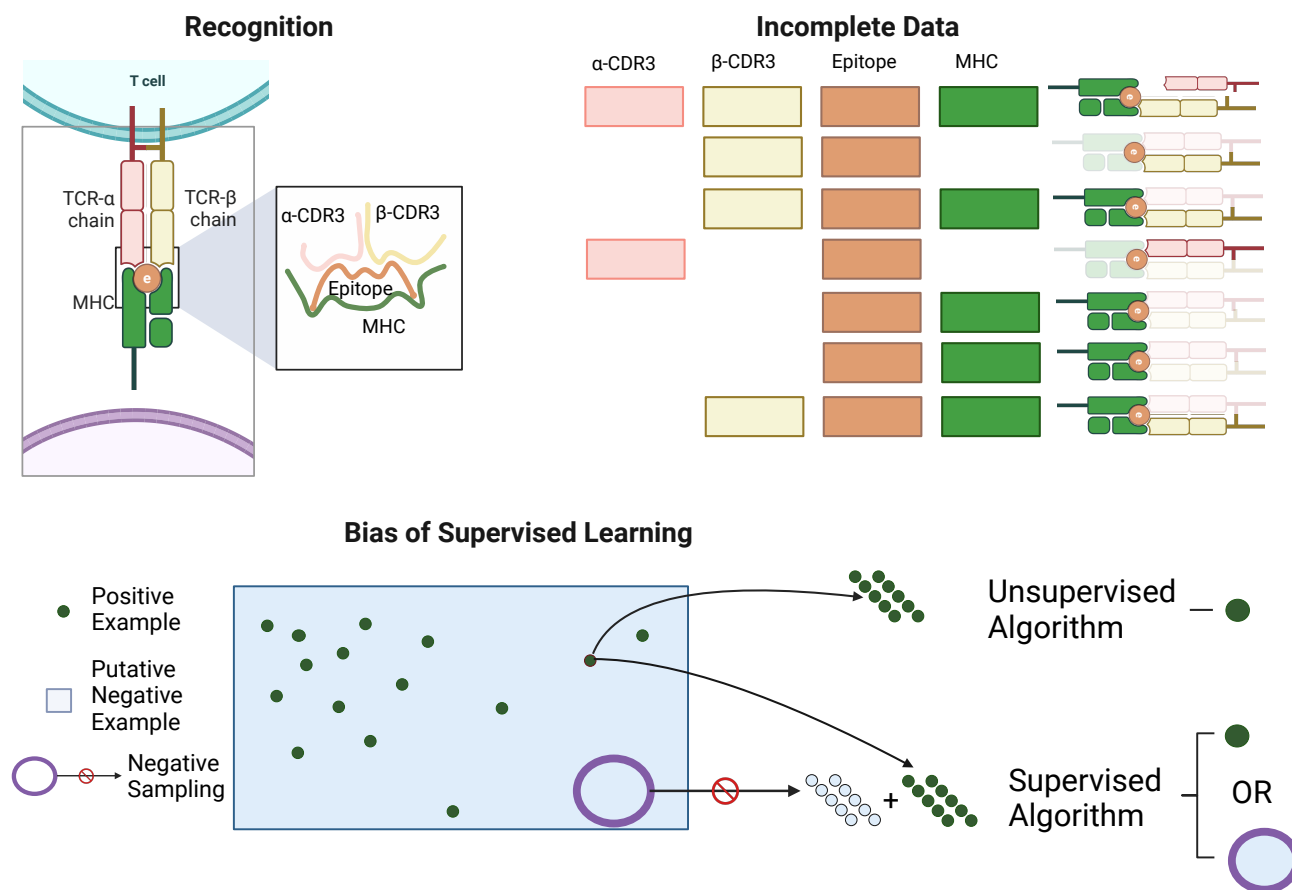 Recognition
T cell
TCR-α
chain
TCR-β
chain
MHC
e
α-CDR3
β-CDR3
Epitope
MHC
Incomplete Data
α-CDR3
β-CDR3
Epitope
MHC
e
e
e
e
e
e
e
Bias of Supervised Learning
Positive
Example
Putative
Negative
Example
Negative
Sampling
+
Unsupervised
Algorithm
Supervised
Algorithm
OR